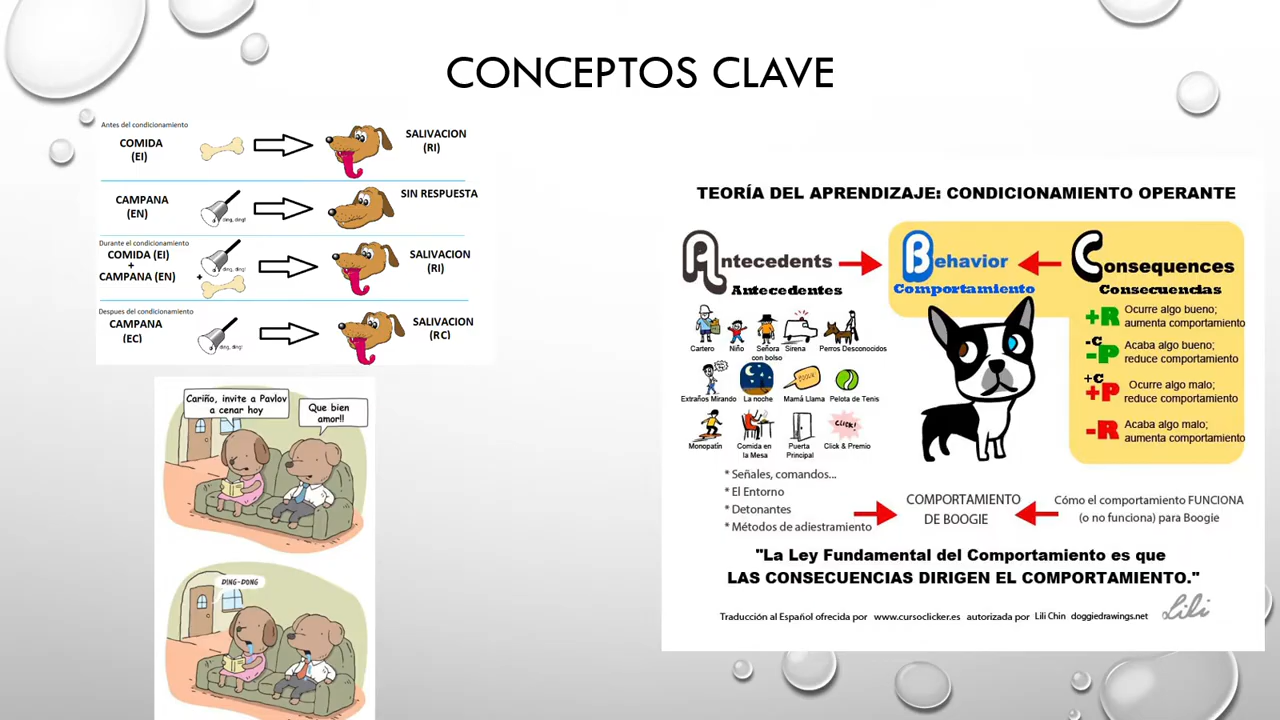 CONCEPTOS CLAVE
Antes del condicionamiento
COMIDA
(EI)
SALIVACION
(RI)
CAMPANA
(EN)
ding, ding!
SIN RESPUESTA
Durante el condicionamiento
COMIDA (EI)
+
CAMPANA (EN)
ding, ding!
+
SALIVACION
(RI)
Despues del condicionamiento
CAMPANA
(EC)
ding, ding!
SALIVACION
(RC)
Cariño, invite a Pavlov
a cenar hoy
Que bien
amor!!
DING-DONG
TEORÍA DEL APRENDIZAJE: CONDICIONAMIENTO OPERANTE
Antecedents
Antecedentes
Behavior
Comportamiento
Consequences
Consecuencias
Cartero
Niño
Señora
con bolso
Sirena
Perros Desconocidos
Extraños Mirando
La noche
Mamá Llama
Pelota de Tenis
Monopatín
Comida en
la Mesa
Puerta
Principal
CLICK!
Click & Premio
+R
Ocurre algo bueno;
aumenta comportamiento
-C
-P
Acaba algo bueno;
reduce comportamiento
+C
+P
Ocurre algo malo;
reduce comportamiento
-R
Acaba algo malo;
aumenta comportamiento
* Señales, comandos...
* El Entorno
* Detonantes
* Métodos de adiestramiento
COMPORTAMIENTO
DE BOOGIE
Cómo el comportamiento FUNCIONA
(o no funciona) para Boogie
"La Ley Fundamental del Comportamiento es que
LAS CONSECUENCIAS DIRIGEN EL COMPORTAMIENTO."
Traducción al Español ofrecida por www.cursoclicker.es autorizada por Lili Chin doggiedrawings.net
Lili